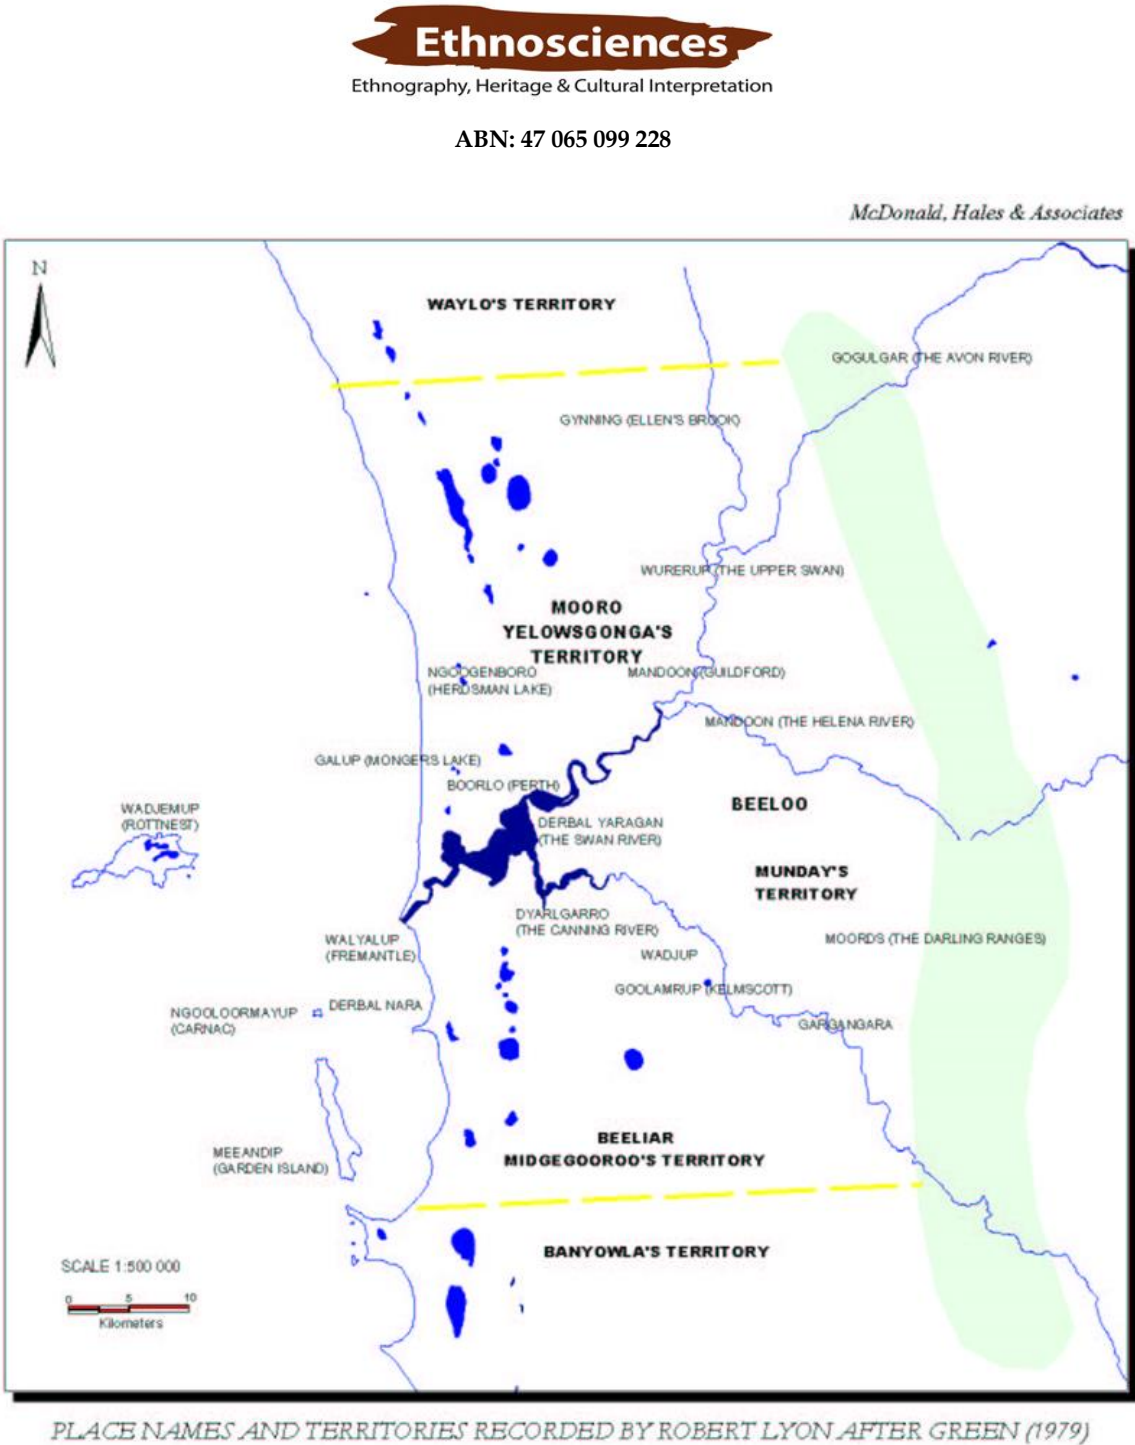 Ethnosciences
Ethnography, Heritage & Cultural Interpretation
ABN: 47 065 099 228
McDonald, Hales & Associates
N
WAYLO'S TERRITORY
GOGULGAR (THE AVON RIVER)
GYNNING (ELLEN'S BROOK)
WURERUP (THE UPPER SWAN)
MOORO
YELOWSGONGA'S
TERRITORY
NGOOGENBORO
(HERDSMAN LAKE)
MANDOON (GUILDFORD)
MANDOON (THE HELENA RIVER)
GALUP (MONGERS LAKE)
BOORLO (PERTH)
BEELOO
WADJEMUP
(ROTTNEST)
DERBAL YARAGAN
(THE SWAN RIVER)
MUNDAY'S
TERRITORY
DYARLGARRO
(THE CANNING RIVER)
WALYALUP
(FREMANTLE)
MOORDS (THE DARLING RANGES)
WADJUP
GOOLAMRUP (KELMSCOTT)
NGOOLOORMAYUP
(CARNAC)
DERBAL NARA
GARGANGARA
BEELIAR
MIDGEGOOROO'S TERRITORY
MEEANDIP
(GARDEN ISLAND)
BANYOWLA'S TERRITORY
SCALE 1:500 000
0 5 10
Kilometers
PLACE NAMES AND TERRITORIES RECORDED BY ROBERT LYON AFTER GREEN (1979)